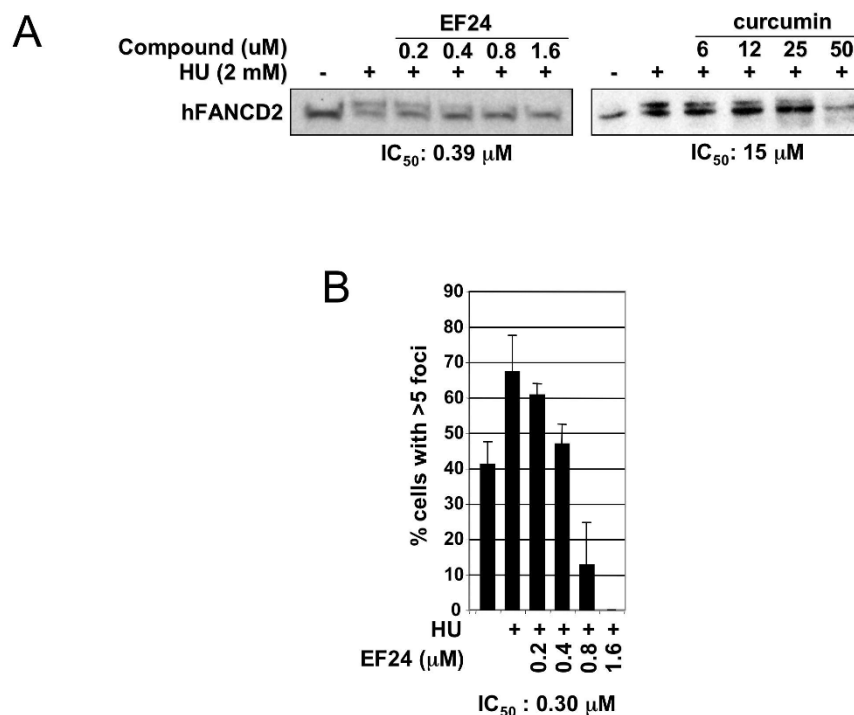 A
EF24
curcumin
Compound (uM) 0.2 0.4 0.8 1.6 6 12 25 50
HU (2 mM) - + + + + + - + + + + +
hFANCD2
IC50: 0.39 μM
IC50: 15 μM
B
% cells with >5 foci
90
80
70
60
50
40
30
20
10
0
HU + + + + +
EF24 (μM) 0.2 0.4 0.8 1.6
IC50 : 0.30 μM